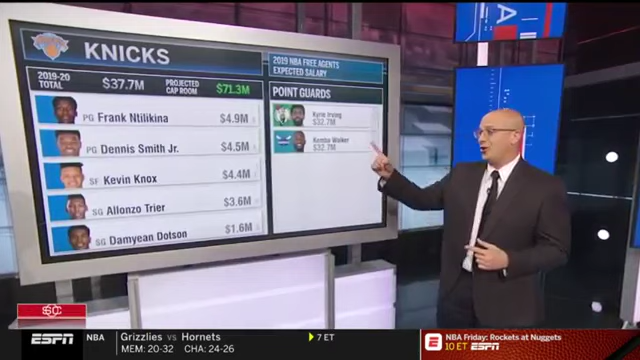 KNICKS
2019-20 TOTAL $37.7M PROJECTED CAP ROOM $71.3M
PG Frank Ntilikina $4.9M
PG Dennis Smith Jr. $4.5M
SF Kevin Knox $4.4M
SG Allonzo Trier $3.6M
SG Damyean Dotson $1.6M
2019 NBA FREE AGENTS
EXPECTED SALARY
POINT GUARDS
Kyrie Irving
$32.7M
Kemba Walker
$32.7M
SC
ESPN NBA
Grizzlies vs Hornets 7 ET
MEM: 20-32 CHA: 24-26
NBA Friday: Rockets at Nuggets
10 ET ESPN